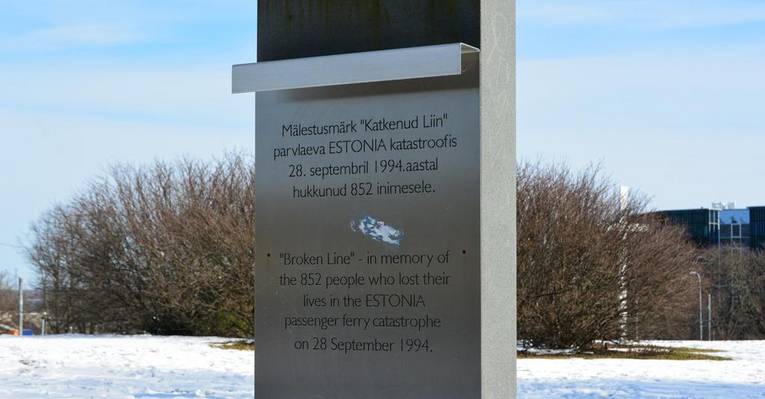 Mälestusmärk "Katkenud Liin"
parvlaeva ESTONIA katastroofis
28. septembril 1994.aastal
hukkunud 852 inimesele.
"Broken Line" - in memory of
the 852 people who lost their
lives in the ESTONIA
passenger ferry catastrophe
on 28 September 1994.